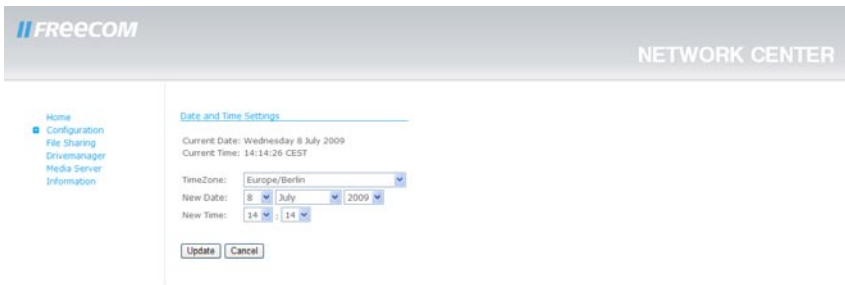 FREECOM
NETWORK CENTER
Home
Configuration
File Sharing
Drivemanager
Media Server
Information
Date and Time Settings
Current Date: Wednesday 8 July 2009
Current Time: 14:14:26 CEST
TimeZone: Europe/Berlin
New Date: 8 July 2009
New Time: 14 : 14
Update Cancel